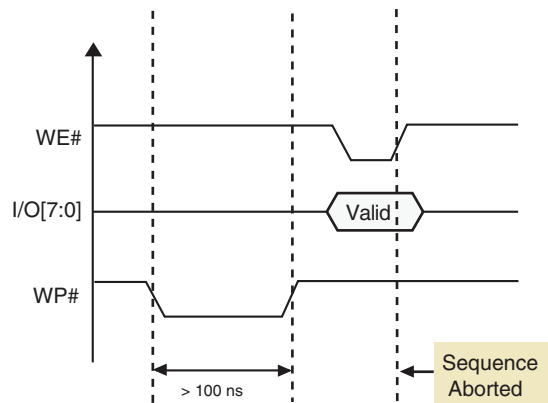 WE#
I/O[7:0]
Valid
WP#
> 100 ns
Sequence
Aborted